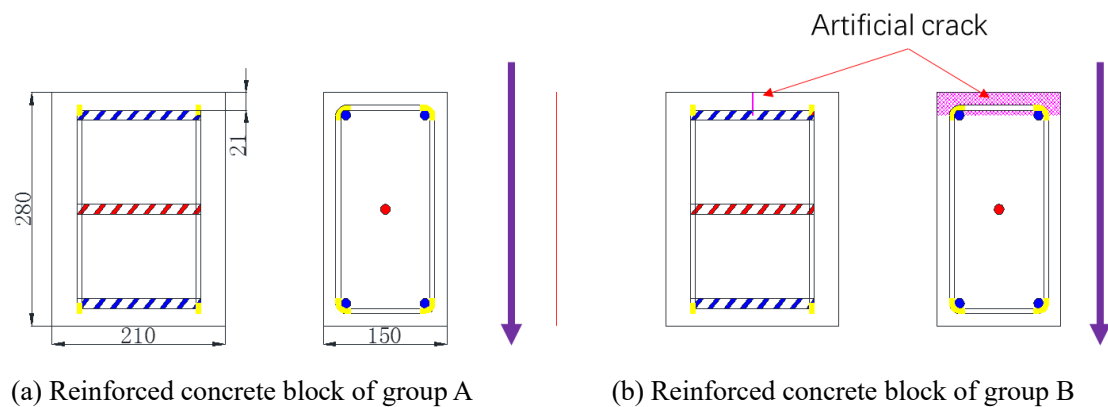 Artificial crack
21
280
210
150
(a) Reinforced concrete block of group A
(b) Reinforced concrete block of group B